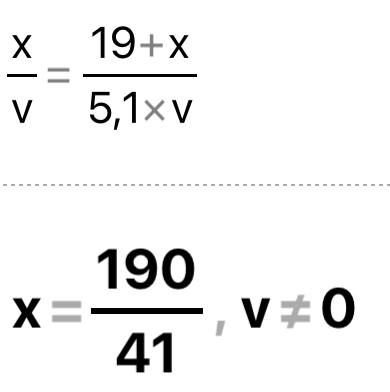 x/v = 19+x/5,1×v
x = 190/41 , v ≠ 0